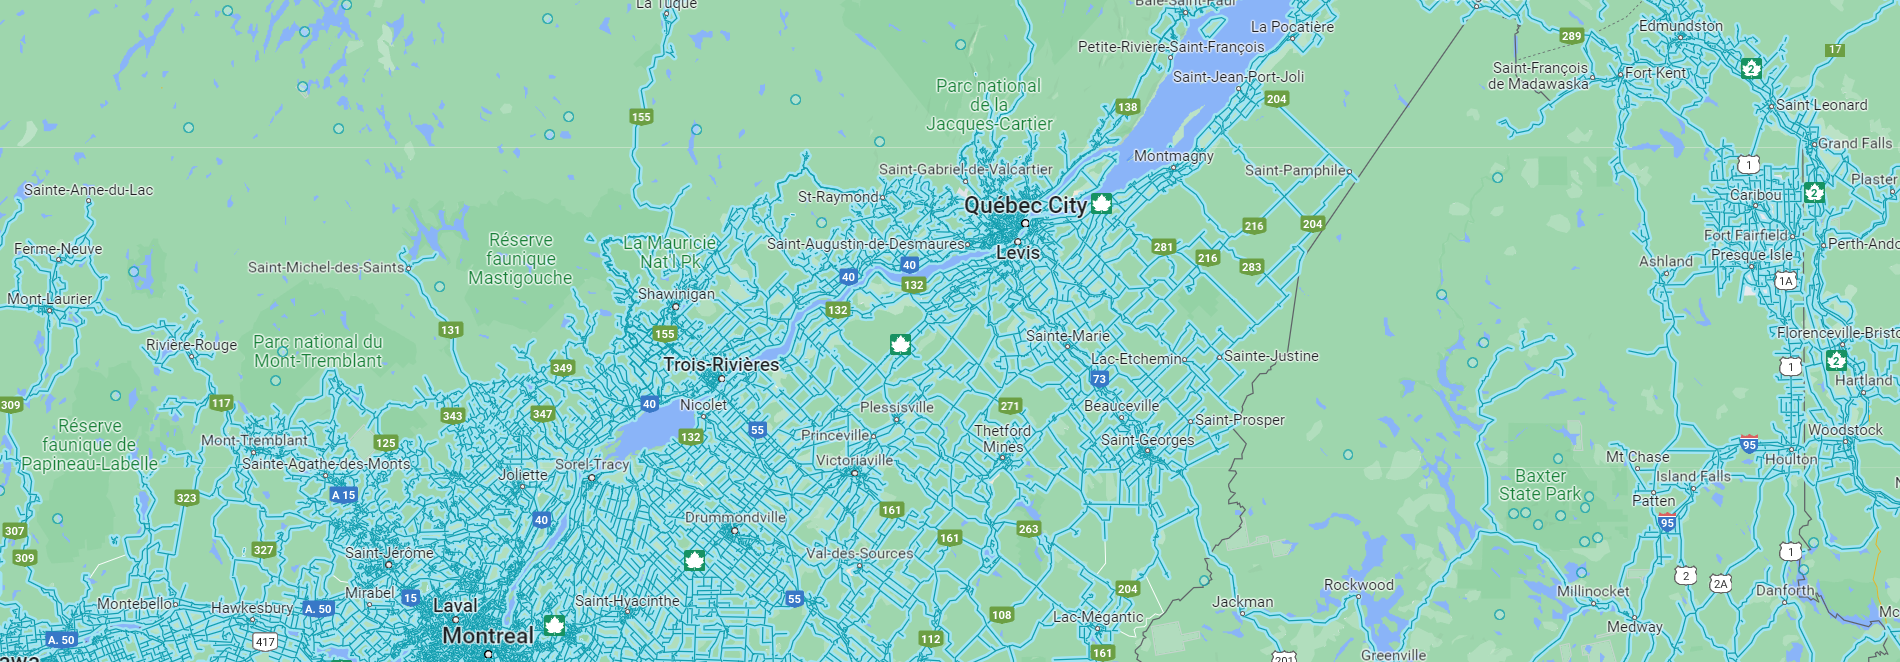 La Tuque
Baie-Saint-Paul
La Pocatière
Edmundston
289
17
Petite-Rivière-Saint-François
Saint-François
de Madawaska
Fort Kent
2
Parc national
de la
Jacques-Cartier
Saint-Jean-Port-Joli
204
138
155
Saint Leonard
Grand Falls
Montmagny
Saint-Gabriel-de-Valcartier
Saint-Pamphile
1
Plaster
Sainte-Anne-du-Lac
St-Raymond
Québec City
Caribou
2
Ferme-Neuve
Réserve
faunique
Mastigouche
La Mauricie
Nat'l Pk
Saint-Augustin-de-Desmaures
Lévis
281
216
216
204
283
Fort Fairfield
Perth-Ando
Presque Isle
Ashland
1A
Saint-Michel-des-Saints
40
40
132
132
Mont-Laurier
Shawinigan
155
131
Rivière-Rouge
Parc national du
Mont-Tremblant
Sainte-Marie
Lac-Etchemin
Sainte-Justine
Florenceville-Bristo
2
1
Hartland
Trois-Rivières
349
73
309
117
343
347
40
Nicolet
Plessisville
271
Beauceville
Saint-Prosper
Réserve
faunique de
Papineau-Labelle
Mont-Tremblant
125
132
55
Princeville
Thetford
Mines
Saint-Georges
Woodstock
95
Houlton
Sainte-Agathe-des-Monts
Joliette
Sorel-Tracy
Victoriaville
Mt Chase
Island Falls
Patten
Baxter
State Park
323
A 15
40
161
95
307
309
327
Drummondville
161
263
Saint-Jérôme
Val-des-Sources
1
2
2A
Montebello
Hawkesbury
A. 50
Mirabel
15
Laval
Saint-Hyacinthe
55
108
204
Lac-Mégantic
Jackman
Rockwood
Millinocket
Danforth
Medway
A. 50
417
Montreal
112
161
201
Greenville